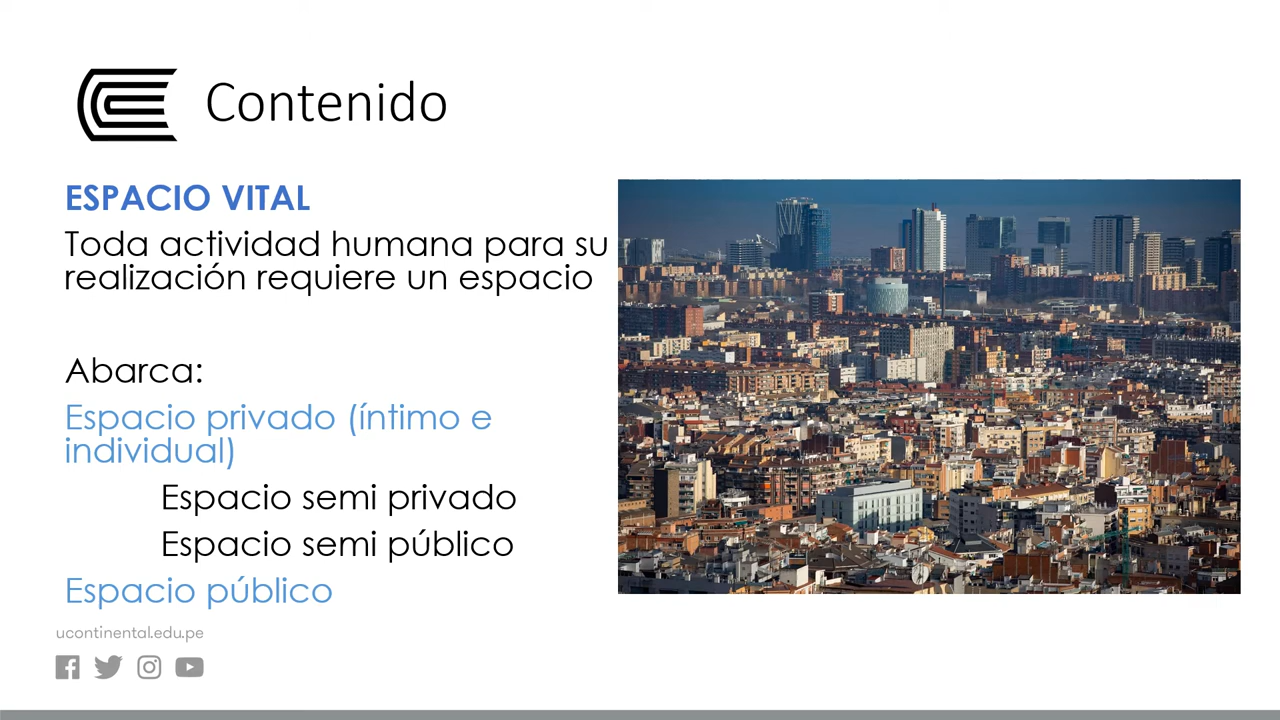 Contenido
ESPACIO VITAL
Toda actividad humana para su
realización requiere un espacio
Abarca:
Espacio privado (íntimo e
individual)
Espacio semi privado
Espacio semi público
Espacio público
ucontinental.edu.pe